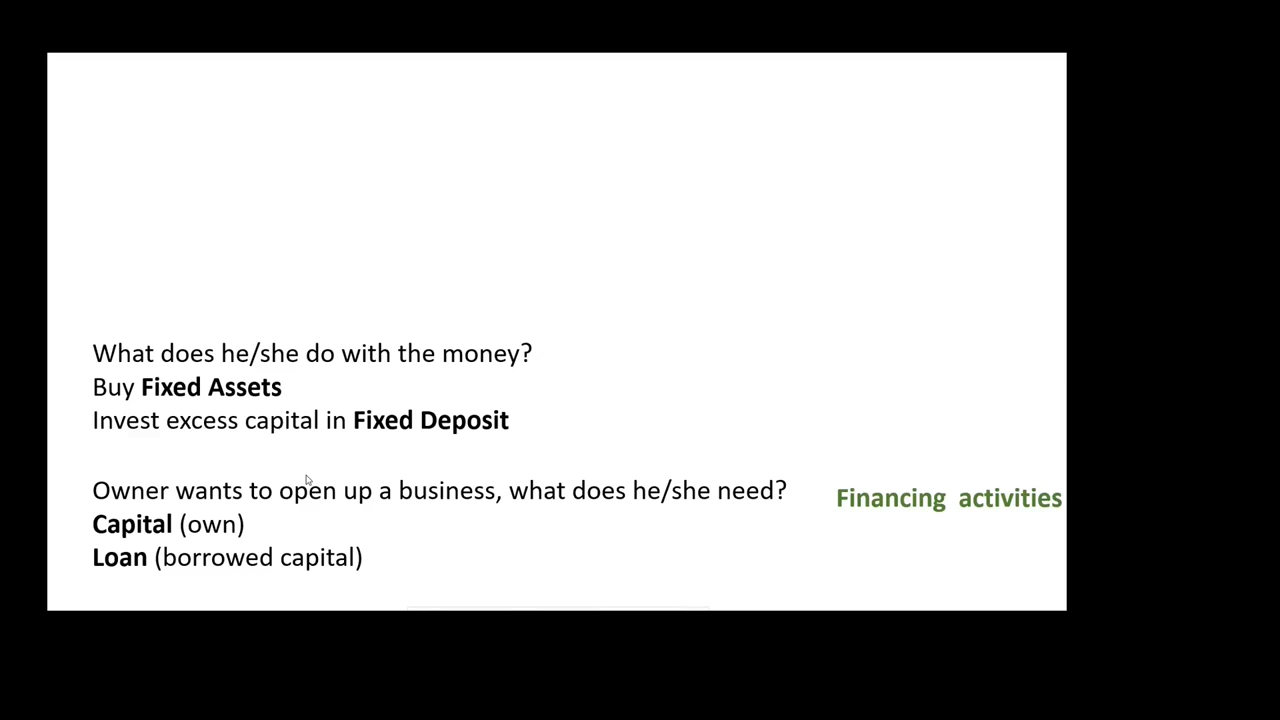 What does he/she do with the money?
Buy Fixed Assets
Invest excess capital in Fixed Deposit
Owner wants to open up a business, what does he/she need?
Financing activities
Capital (own)
Loan (borrowed capital)